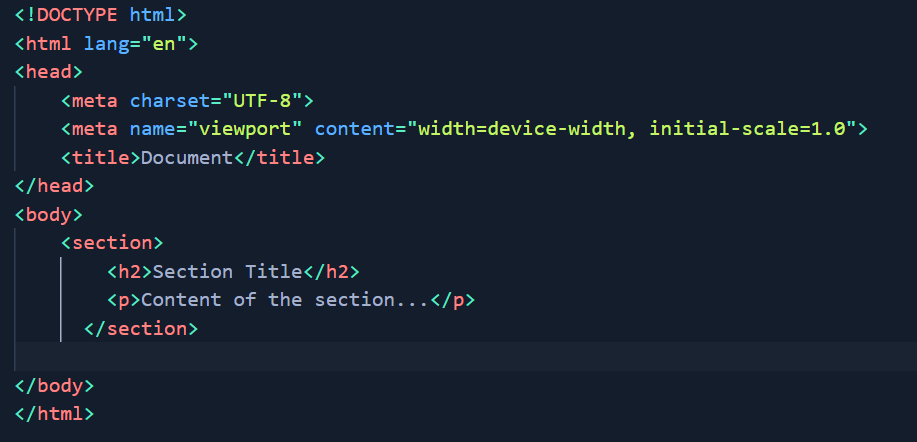 <!DOCTYPE html>
<html lang="en">
<head>
    <meta charset="UTF-8">
    <meta name="viewport" content="width=device-width, initial-scale=1.0">
    <title>Document</title>
</head>
<body>
    <section>
        <h2>Section Title</h2>
        <p>Content of the section...</p>
      </section>
</body>
</html>